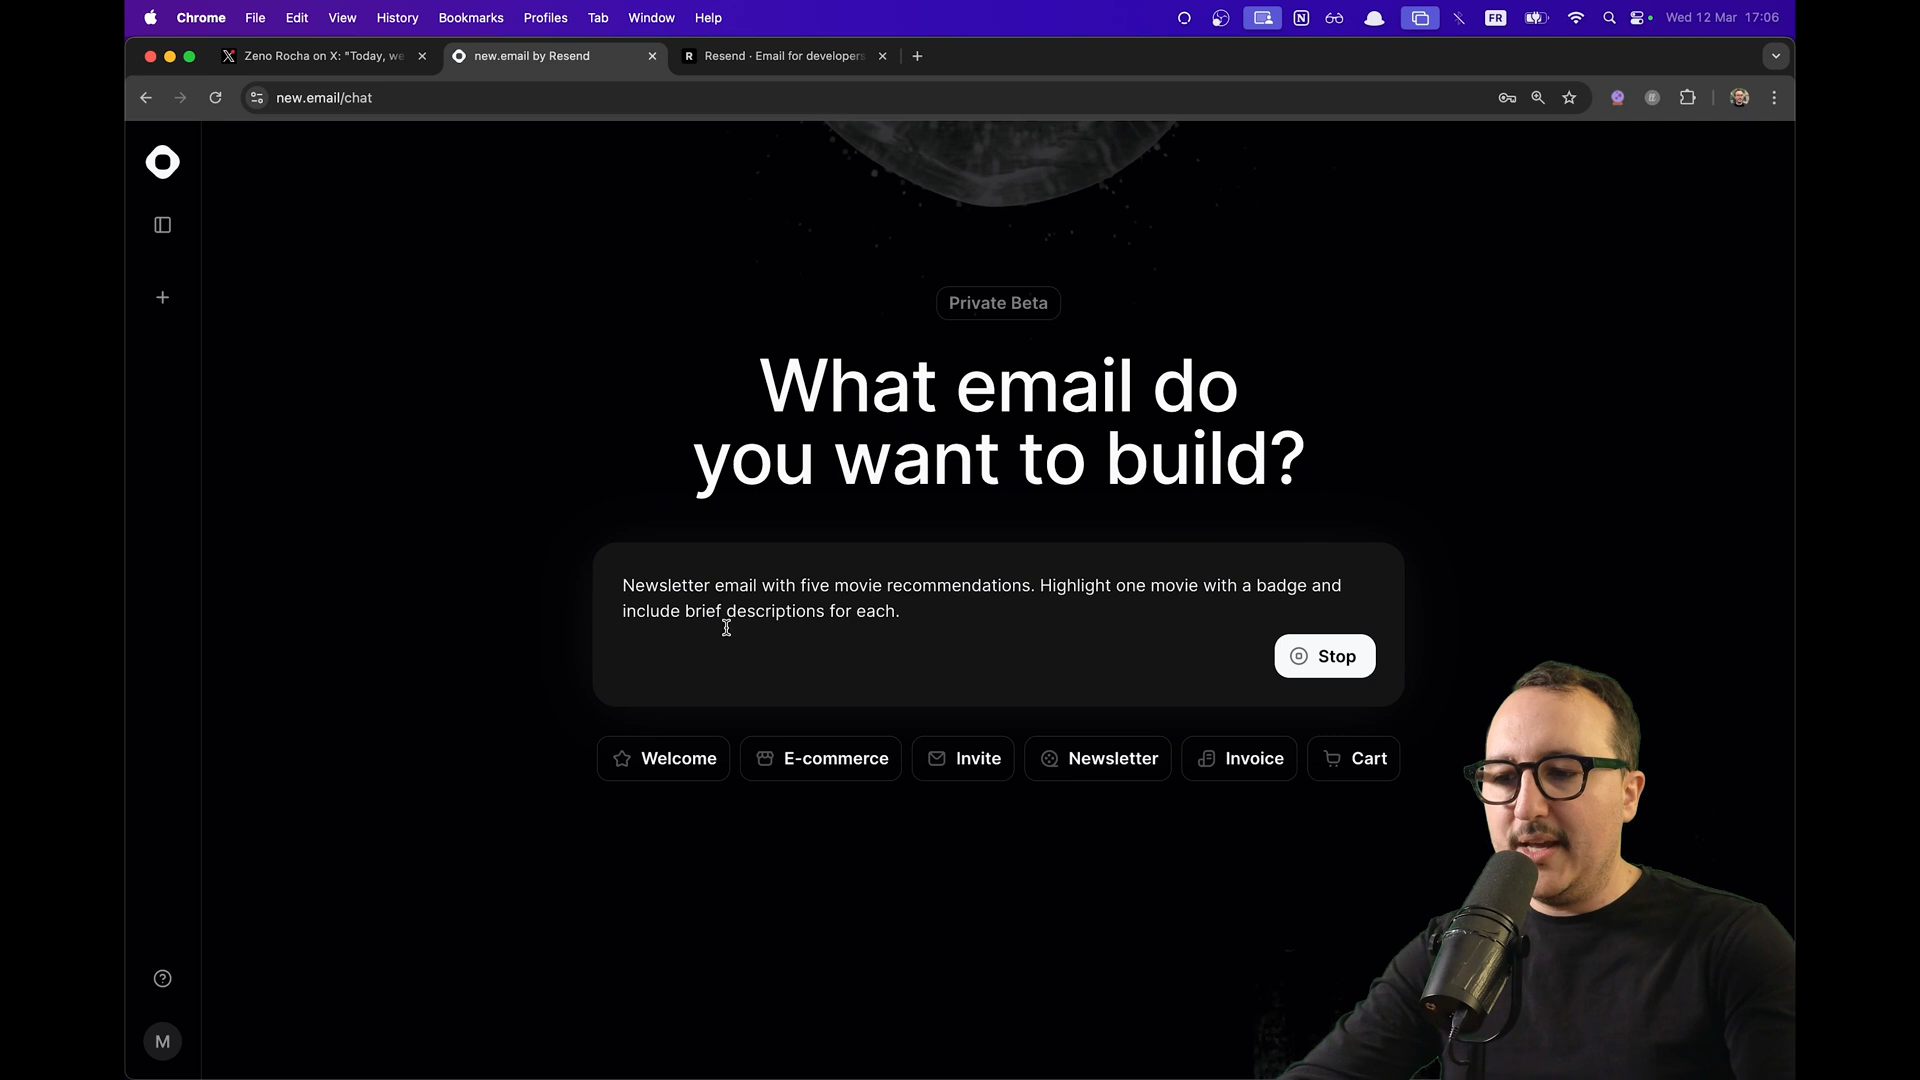 Chrome File Edit View History Bookmarks Profiles Tab Window Help FR Wed 12 Mar 17:06
Zeno Rocha on X: "Today, we new.email by Resend R Resend · Email for developers
new.email/chat
Private Beta
What email do
you want to build?
Newsletter email with five movie recommendations. Highlight one movie with a badge and
include brief descriptions for each.
Stop
Welcome E-commerce Invite Newsletter Invoice Cart
M